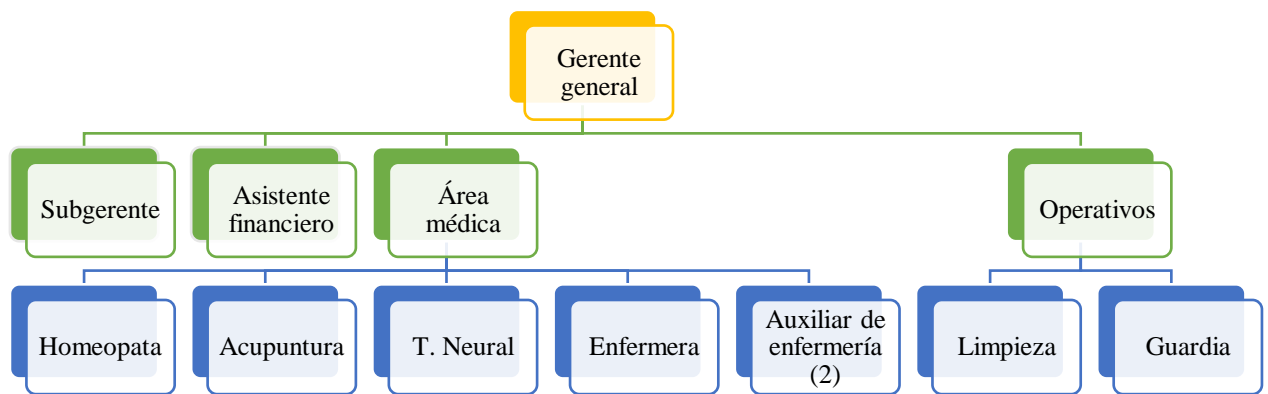 Gerente
general
Subgerente
Asistente
financiero
Área
médica
Operativos
Homeopata
Acupuntura
T. Neural
Enfermera
Auxiliar de
enfermería
(2)
Limpieza
Guardia